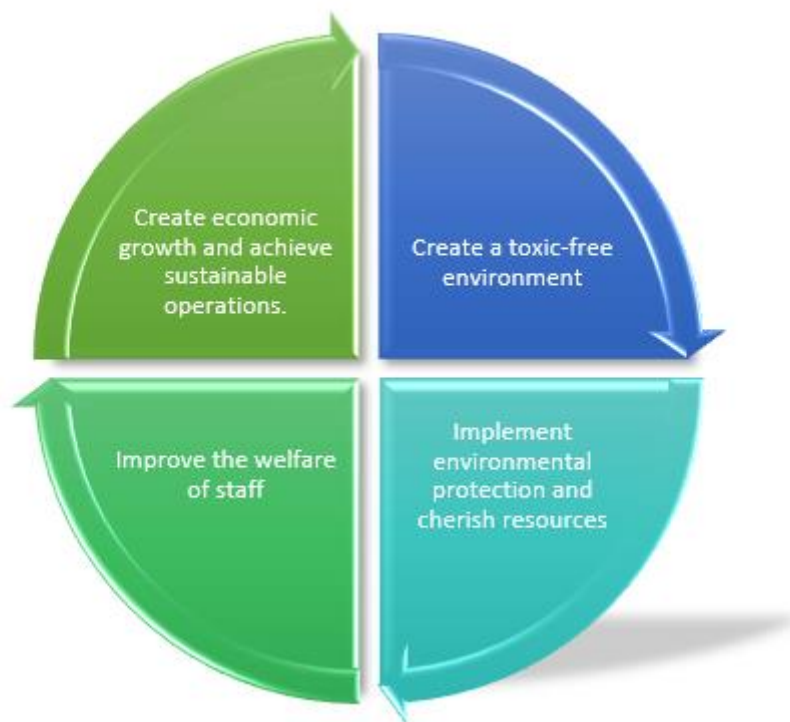 Create economic
growth and achieve
sustainable
operations.
Create a toxic-free
environment
Improve the welfare
of staff
Implement
environmental
protection and
cherish resources